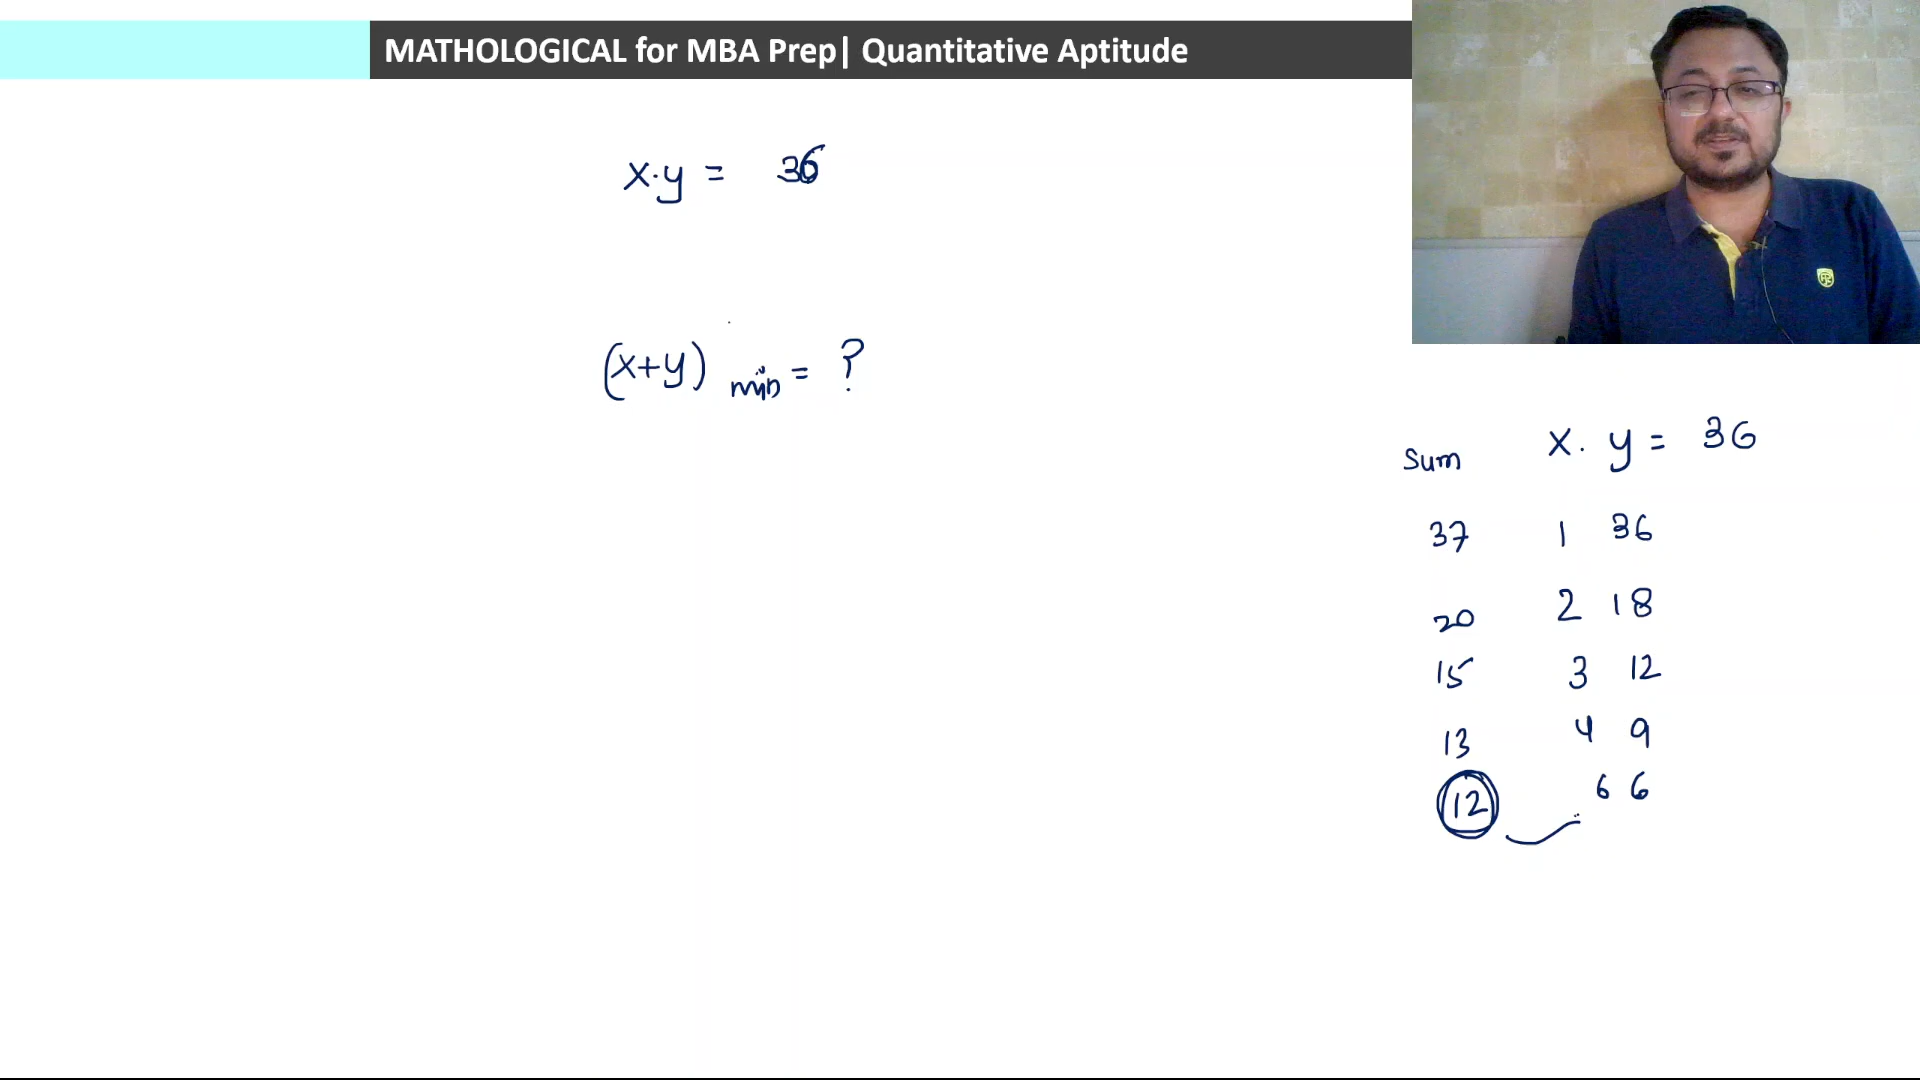 MATHOLOGICAL for MBA Prep| Quantitative Aptitude
x.y = 36
(x+y) min = ?
Sum x. y = 36
37 1 36
20 2 18
15 3 12
13 4 9
12 6 6